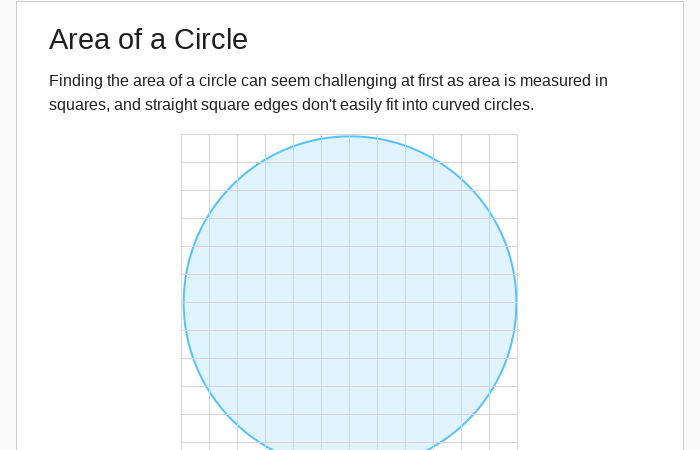 Area of a Circle
Finding the area of a circle can seem challenging at first as area is measured in
squares, and straight square edges don't easily fit into curved circles.